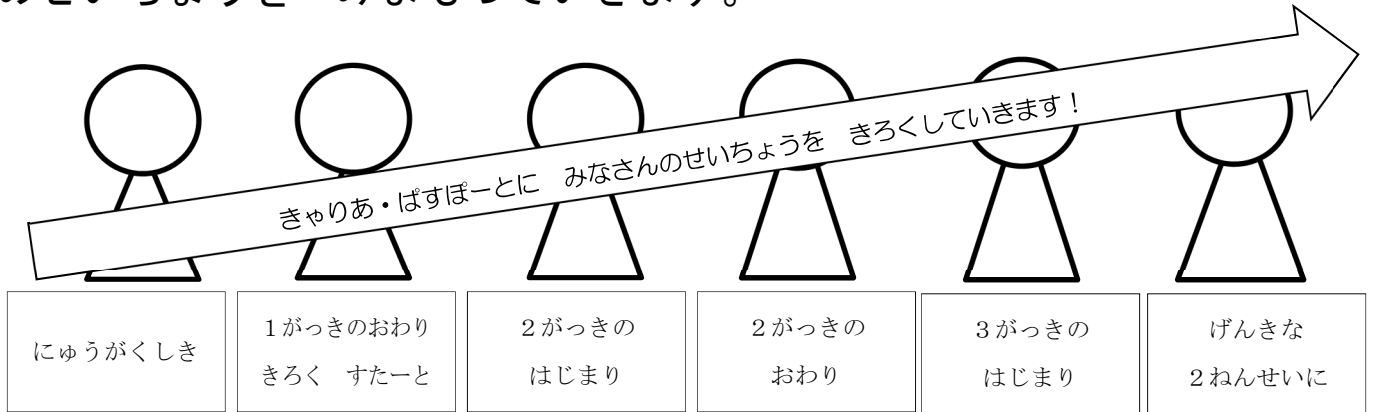 きゃりあ・ぱすぽーとに　みなさんのせいちょうを　きろくしていきます！
にゅうがくしき
１がっきのおわり
きろく　すたーと
２がっきの
はじまり
２がっきの
おわり
３がっきの
はじまり
げんきな
２ねんせいに